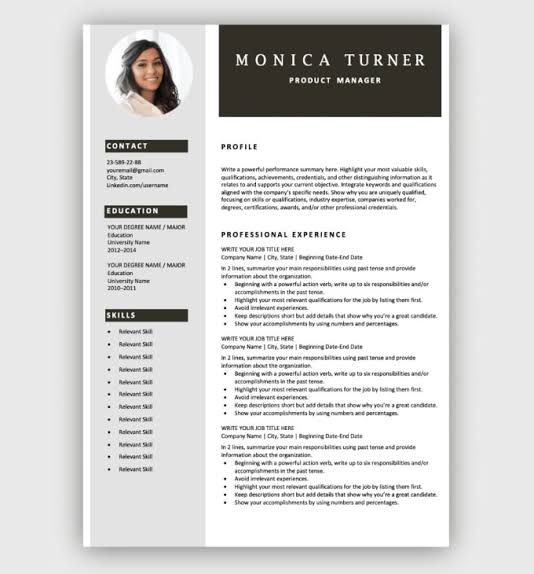 MONICA TURNER
PRODUCT MANAGER
CONTACT
23-589-22-88
youremail@gmail.com
City, State
Linkedin.com/username
EDUCATION
YOUR DEGREE NAME / MAJOR
Education
University Name
2012–2014
YOUR DEGREE NAME / MAJOR
Education
University Name
2010–2011
SKILLS
• Relevant Skill
• Relevant Skill
• Relevant Skill
• Relevant Skill
• Relevant Skill
• Relevant Skill
• Relevant Skill
• Relevant Skill
• Relevant Skill
• Relevant Skill
• Relevant Skill
• Relevant Skill
PROFILE
Write a powerful performance summary here. Highlight your most valuable skills,
qualifications, achievements, credentials, and other distinguishing information as it
relates to and supports your current objective. Integrate keywords and qualifications
aligned with the company's specific needs. Show why you are uniquely qualified,
focusing on skills or qualifications, industry expertise, companies worked for,
degrees, certifications, awards, and/or other professional credentials.
PROFESSIONAL EXPERIENCE
WRITE YOUR JOB TITLE HERE
Company Name | City, State | Beginning Date-End Date
In 2 lines, summarize your main responsibilities using past tense and provide
information about the organization.
• Beginning with a powerful action verb, write up to six responsibilities and/or
accomplishments in the past tense.
• Highlight your most relevant qualifications for the job by listing them first.
• Avoid irrelevant experiences.
• Keep descriptions short but add details that show why you're a great candidate.
• Show your accomplishments by using numbers and percentages.
WRITE YOUR JOB TITLE HERE
Company Name | City, State | Beginning Date-End Date
In 2 lines, summarize your main responsibilities using past tense and provide
information about the organization.
• Beginning with a powerful action verb, write up to six responsibilities and/or
accomplishments in the past tense.
• Highlight your most relevant qualifications for the job by listing them first.
• Avoid irrelevant experiences.
• Keep descriptions short but add details that show why you're a great candidate.
• Show your accomplishments by using numbers and percentages.
WRITE YOUR JOB TITLE HERE
Company Name | City, State | Beginning Date-End Date
In 2 lines, summarize your main responsibilities using past tense and provide
information about the organization.
• Beginning with a powerful action verb, write up to six responsibilities and/or
accomplishments in the past tense.
• Highlight your most relevant qualifications for the job by listing them first.
• Avoid irrelevant experiences.
• Keep descriptions short but add details that show why you're a great candidate.
• Show your accomplishments by using numbers and percentages.